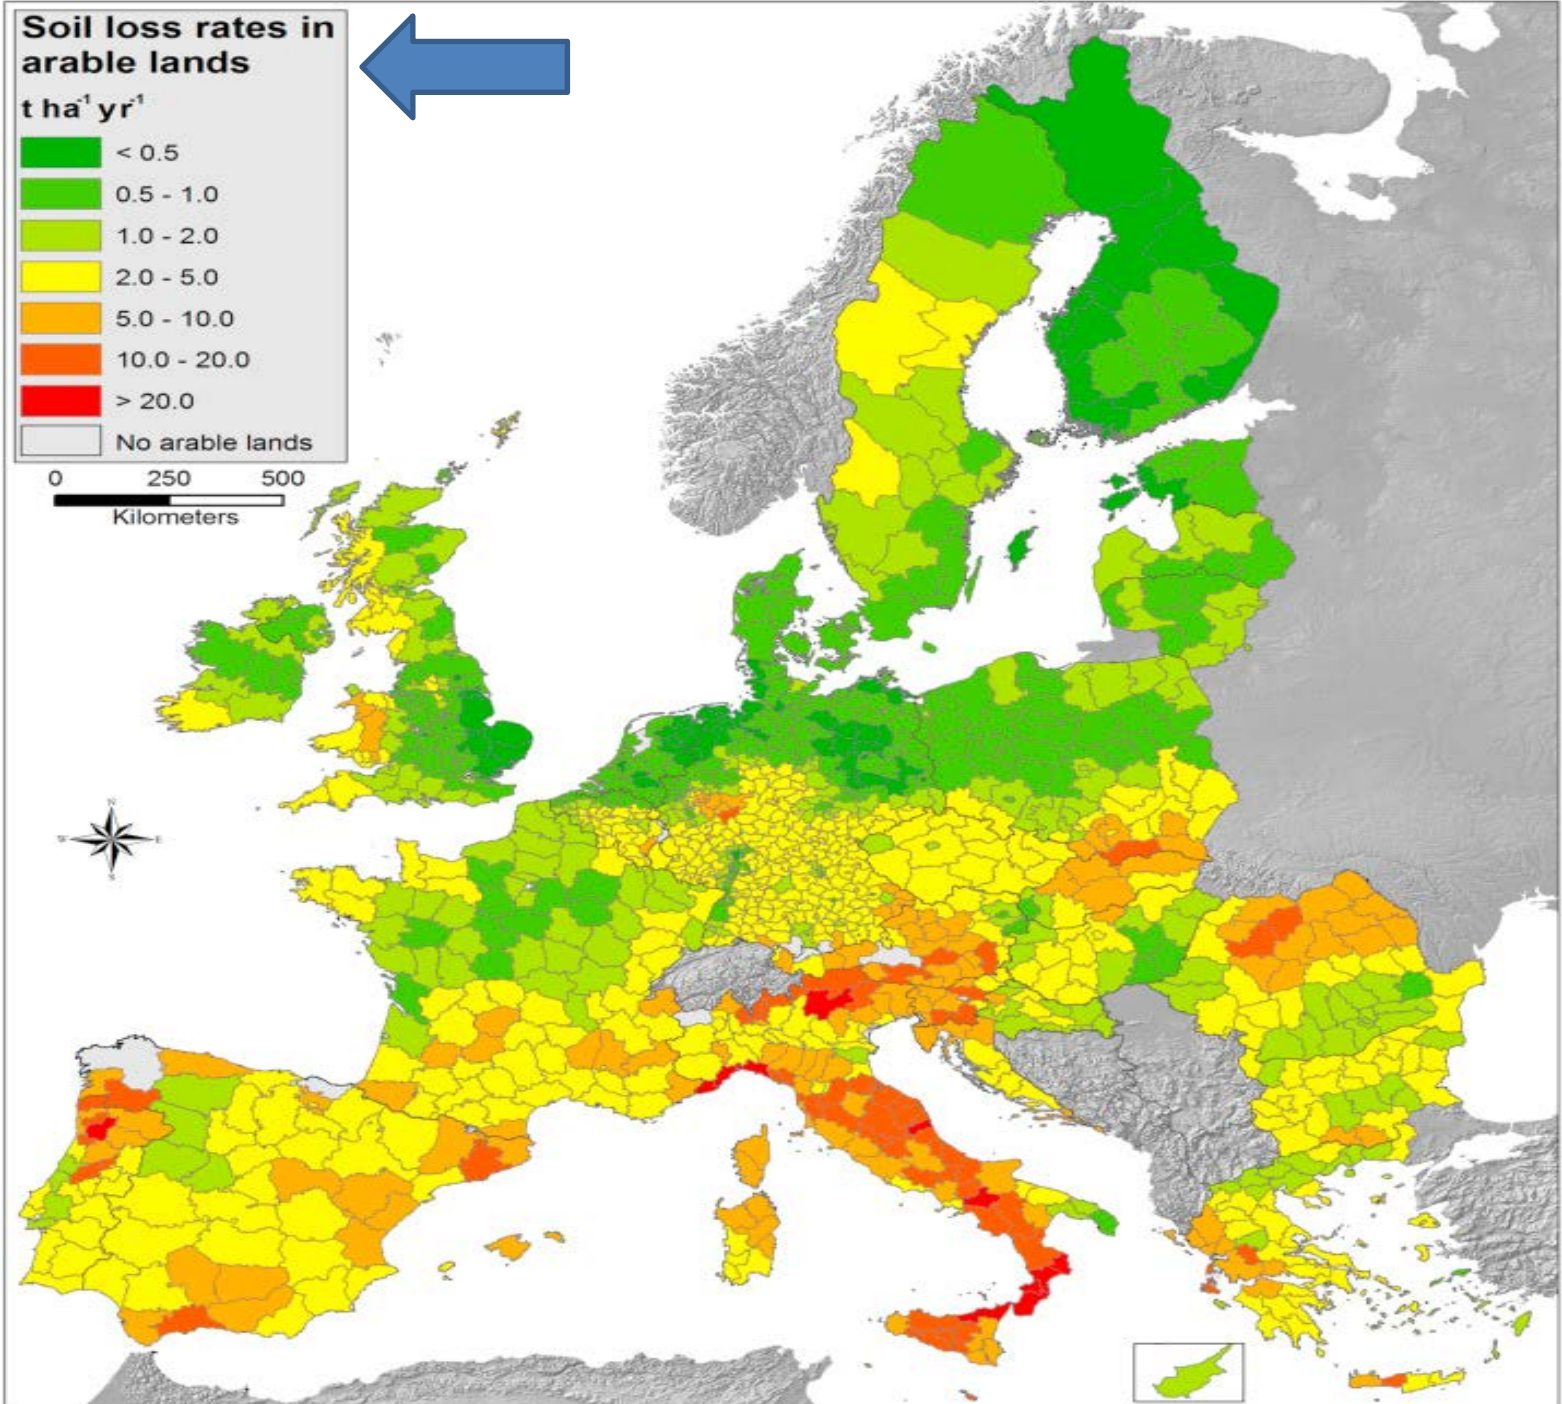 Soil loss rates in
arable lands
t ha⁻¹ yr⁻¹
< 0.5
0.5 - 1.0
1.0 - 2.0
2.0 - 5.0
5.0 - 10.0
10.0 - 20.0
> 20.0
No arable lands
0 250 500
Kilometers
N
W E
S